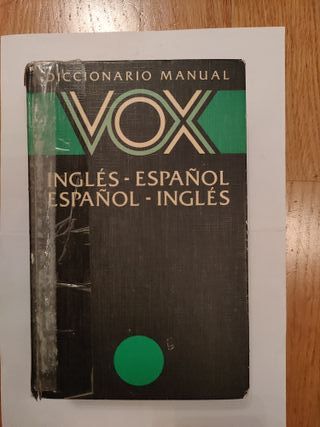 DICCIONARIO MANUAL
VOX
INGLÉS - ESPAÑOL
ESPAÑOL - INGLÉS